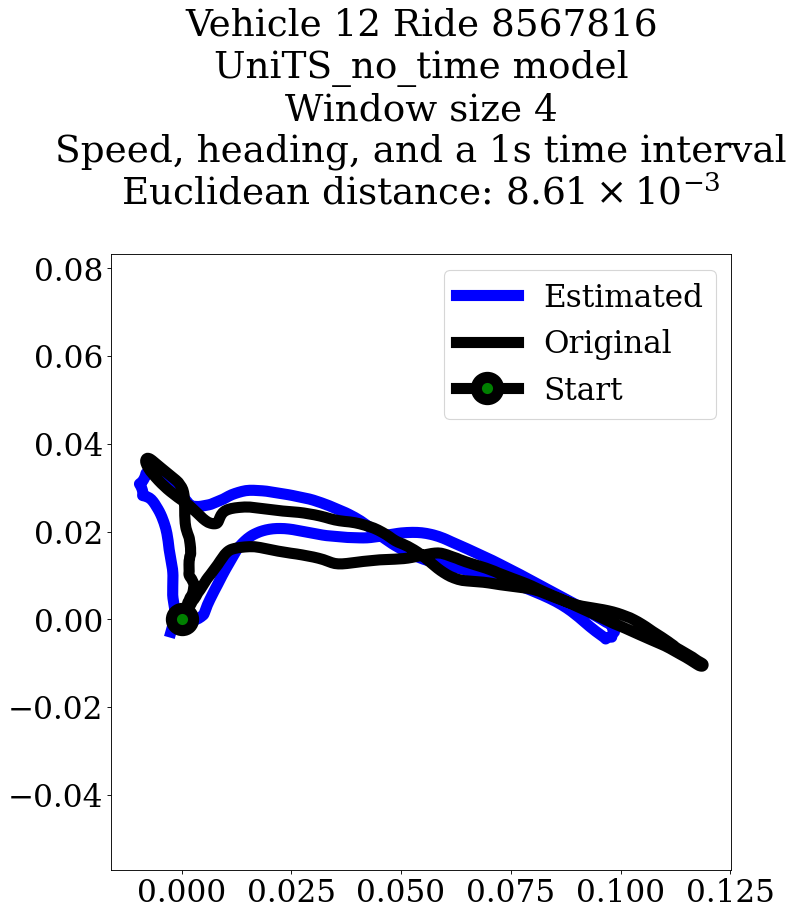 Vehicle 12 Ride 8567816
UniTS_no_time model
Window size 4
Speed, heading, and a 1s time interval
Euclidean distance: 8.61 × 10⁻³
Estimated
Original
Start
0.08
0.06
0.04
0.02
0.00
−0.02
−0.04
0.000 0.025 0.050 0.075 0.100 0.125